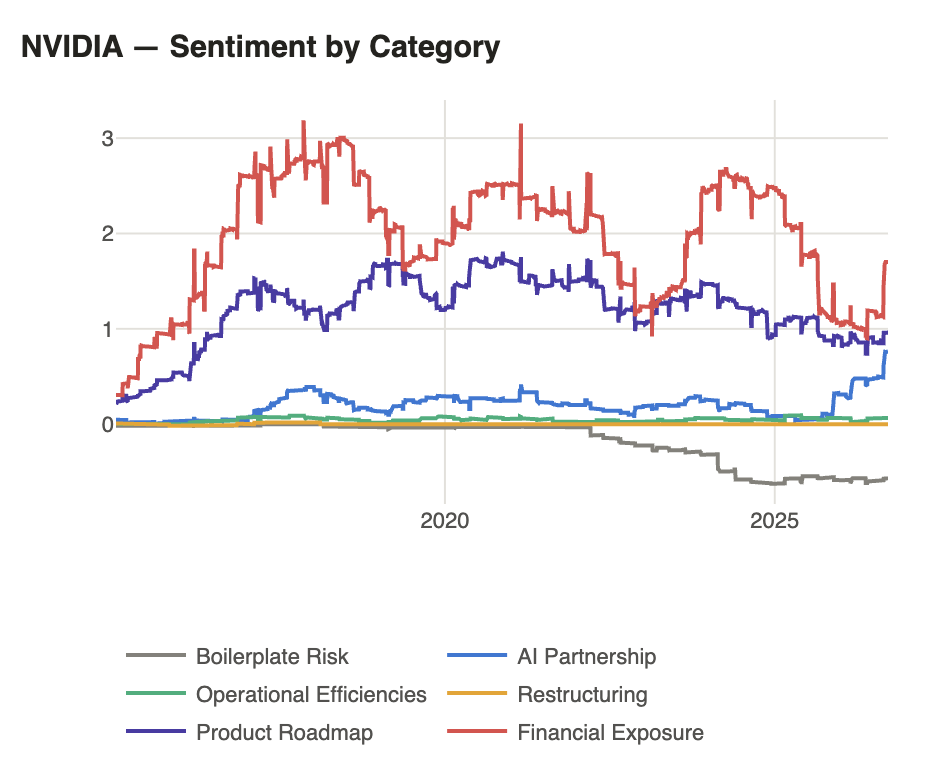 NVIDIA — Sentiment by Category
3
2
1
0
2020 2025
Boilerplate Risk AI Partnership
Operational Efficiencies Restructuring
Product Roadmap Financial Exposure